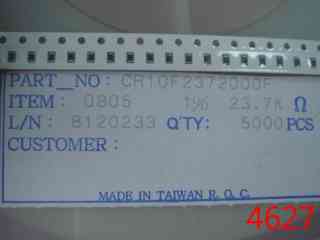 PART_NO: CR10F2372000F
ITEM: 0805 1% 23.7K Ω
L/N: 8120233 Q'TY: 5000 PCS
CUSTOMER:
MADE IN TAIWAN R.O.C.
4627